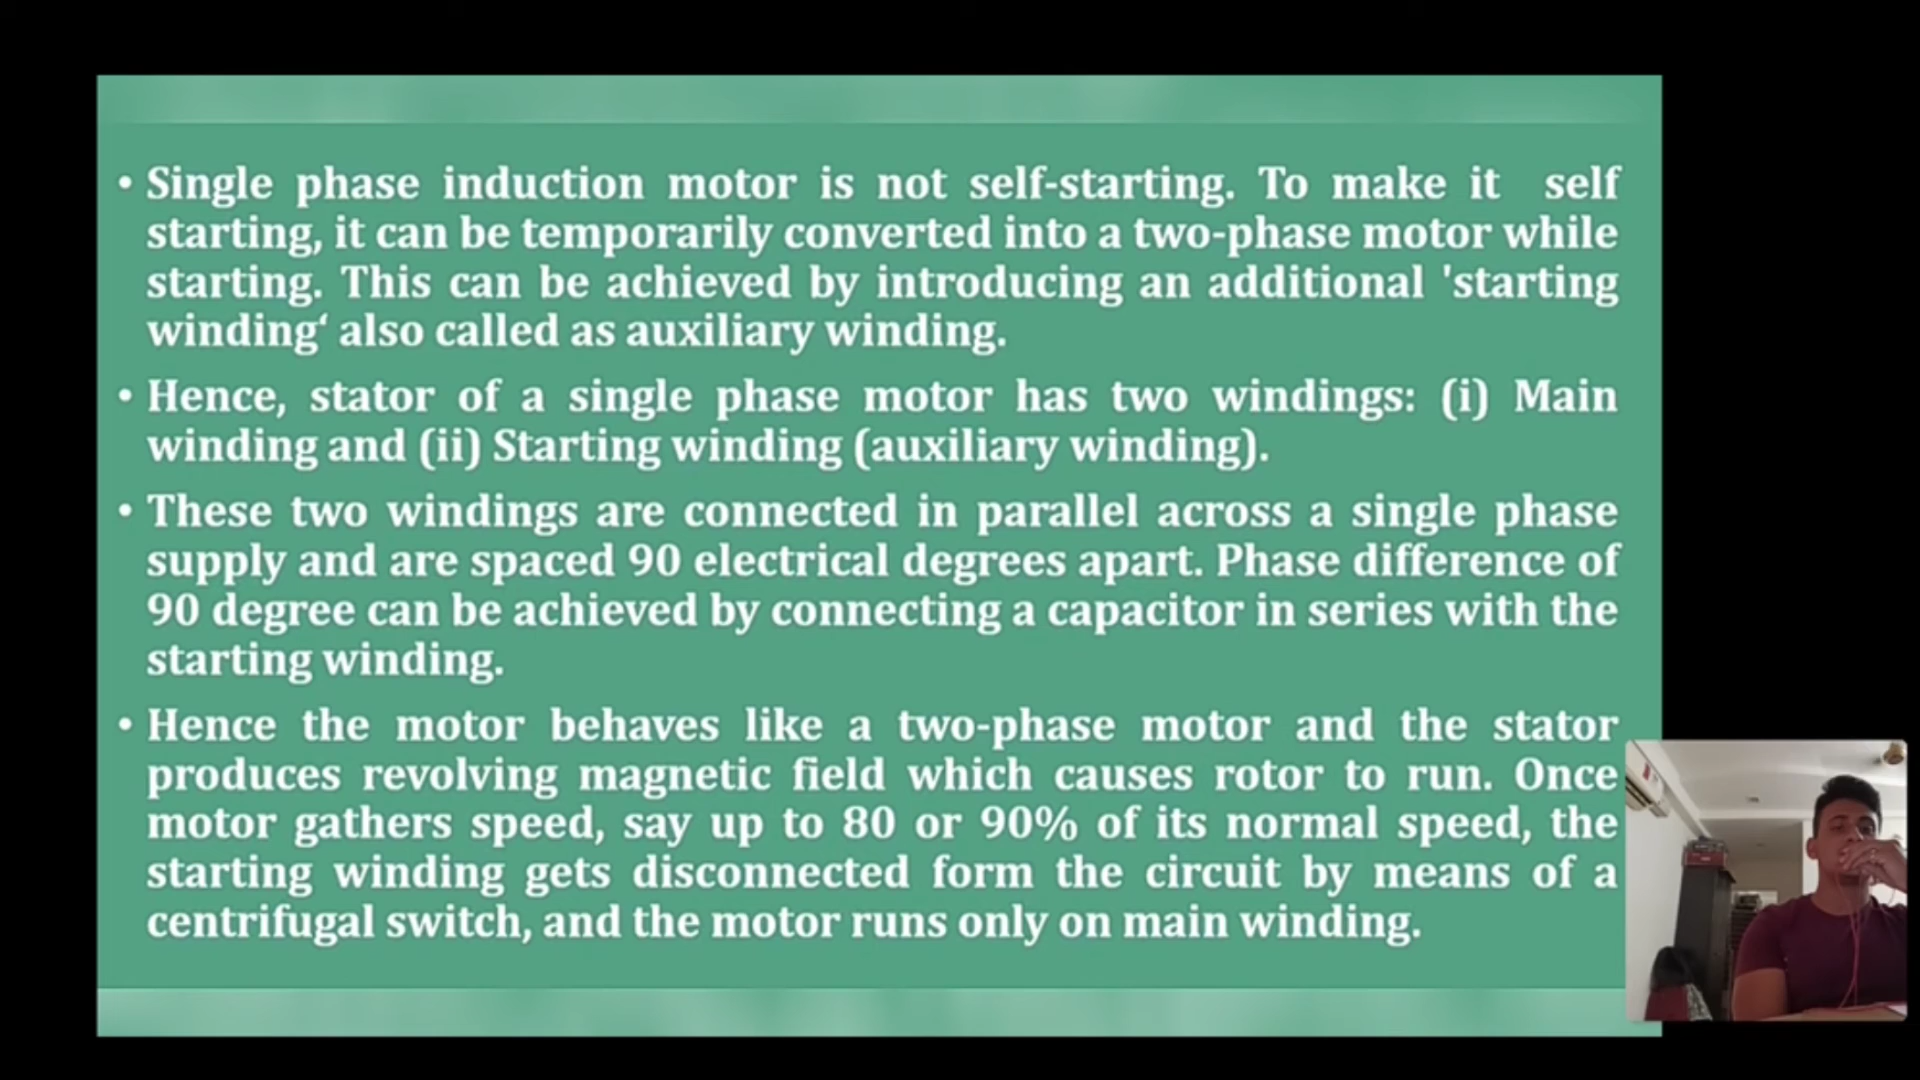 • Single phase induction motor is not self-starting. To make it self
starting, it can be temporarily converted into a two-phase motor while
starting. This can be achieved by introducing an additional 'starting
winding‘ also called as auxiliary winding.
• Hence, stator of a single phase motor has two windings: (i) Main
winding and (ii) Starting winding (auxiliary winding).
• These two windings are connected in parallel across a single phase
supply and are spaced 90 electrical degrees apart. Phase difference of
90 degree can be achieved by connecting a capacitor in series with the
starting winding.
• Hence the motor behaves like a two-phase motor and the stator
produces revolving magnetic field which causes rotor to run. Once
motor gathers speed, say up to 80 or 90% of its normal speed, the
starting winding gets disconnected form the circuit by means of a
centrifugal switch, and the motor runs only on main winding.